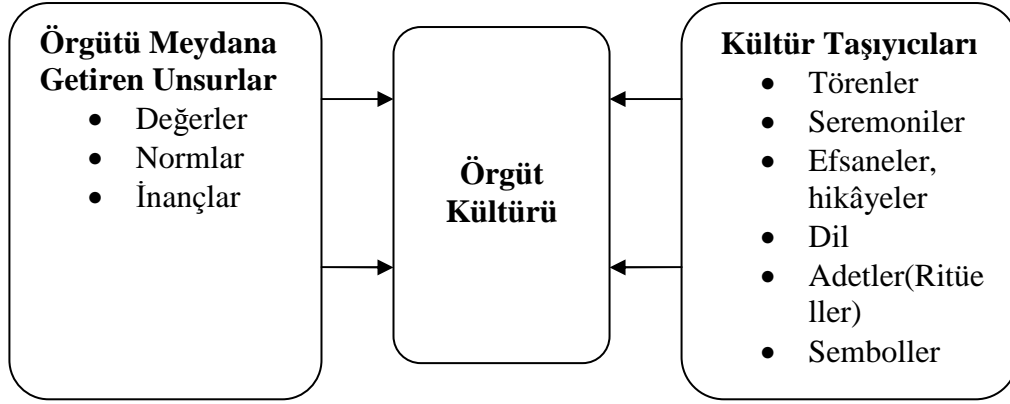 Örgütü Meydana
Getiren Unsurlar
• Değerler
• Normlar
• İnançlar
Örgüt
Kültürü
Kültür Taşıyıcıları
• Törenler
• Seremoniler
• Efsaneler,
hikâyeler
• Dil
• Adetler(Ritüe
ller)
• Semboller